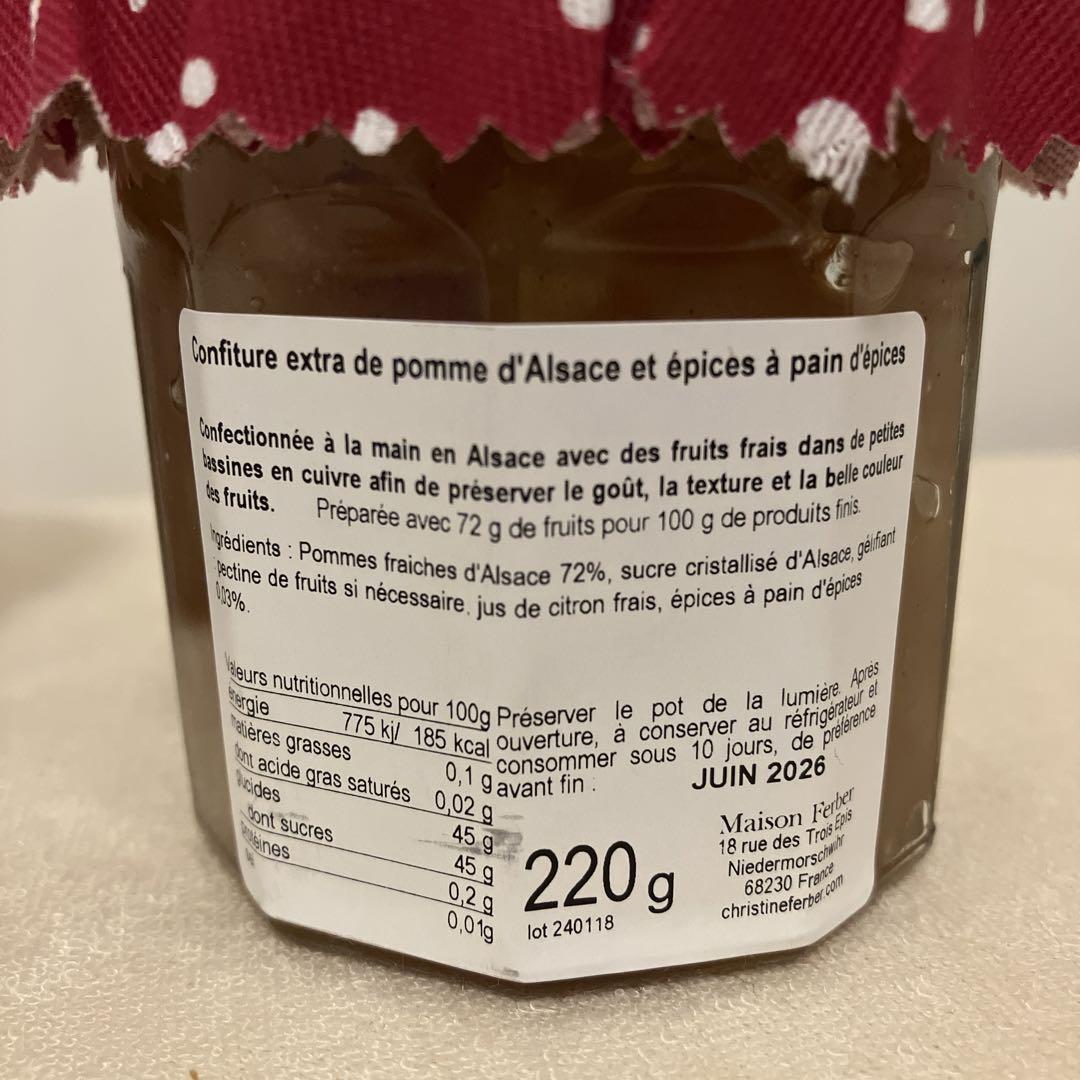 Confiture extra de pomme d'Alsace et épices à pain d'épices
Confectionnée à la main en Alsace avec des fruits frais dans de petites
bassines en cuivre afin de préserver le goût, la texture et la belle couleur
des fruits. Préparée avec 72 g de fruits pour 100 g de produits finis.
Ingrédients : Pommes fraiches d'Alsace 72%, sucre cristallisé d'Alsace, gélifiant
pectine de fruits si nécessaire, jus de citron frais, épices à pain d'épices
0,03%.
Valeurs nutritionnelles pour 100g
énergie 775 kj/ 185 kcal
matières grasses 0,1 g
dont acide gras saturés 0,02 g
glucides 45 g
dont sucres 45 g
protéines 0,2 g
0,01g
Préserver le pot de la lumière. Après
ouverture, à conserver au réfrigérateur et
consommer sous 10 jours, de préférence
avant fin :
JUIN 2026
220 g
lot 240118
Maison Ferber
18 rue des Trois Epis
Niedermorschwihr
68230 France
christineferber.com